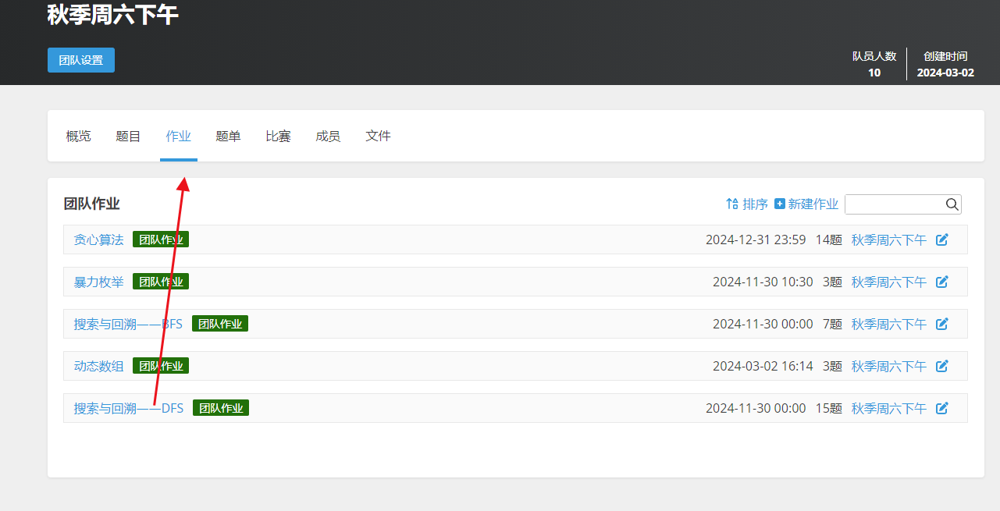 秋季周六下午
团队设置
队员人数 创建时间
10 2024-03-02
概览 题目 作业 题单 比赛 成员 文件
团队作业 排序 新建作业
贪心算法 团队作业 2024-12-31 23:59 14题 秋季周六下午
暴力枚举 团队作业 2024-11-30 10:30 3题 秋季周六下午
搜索与回溯——BFS 团队作业 2024-11-30 00:00 7题 秋季周六下午
动态数组 团队作业 2024-03-02 16:14 3题 秋季周六下午
搜索与回溯——DFS 团队作业 2024-11-30 00:00 15题 秋季周六下午